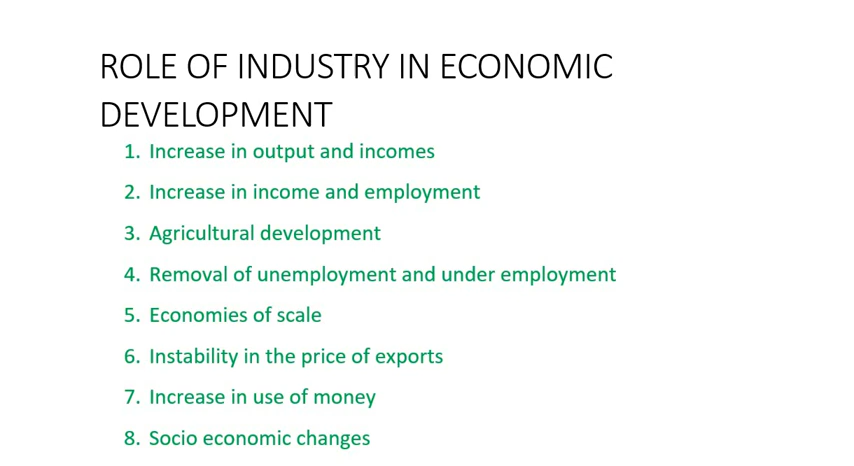 ROLE OF INDUSTRY IN ECONOMIC
DEVELOPMENT
1. Increase in output and incomes
2. Increase in income and employment
3. Agricultural development
4. Removal of unemployment and under employment
5. Economies of scale
6. Instability in the price of exports
7. Increase in use of money
8. Socio economic changes